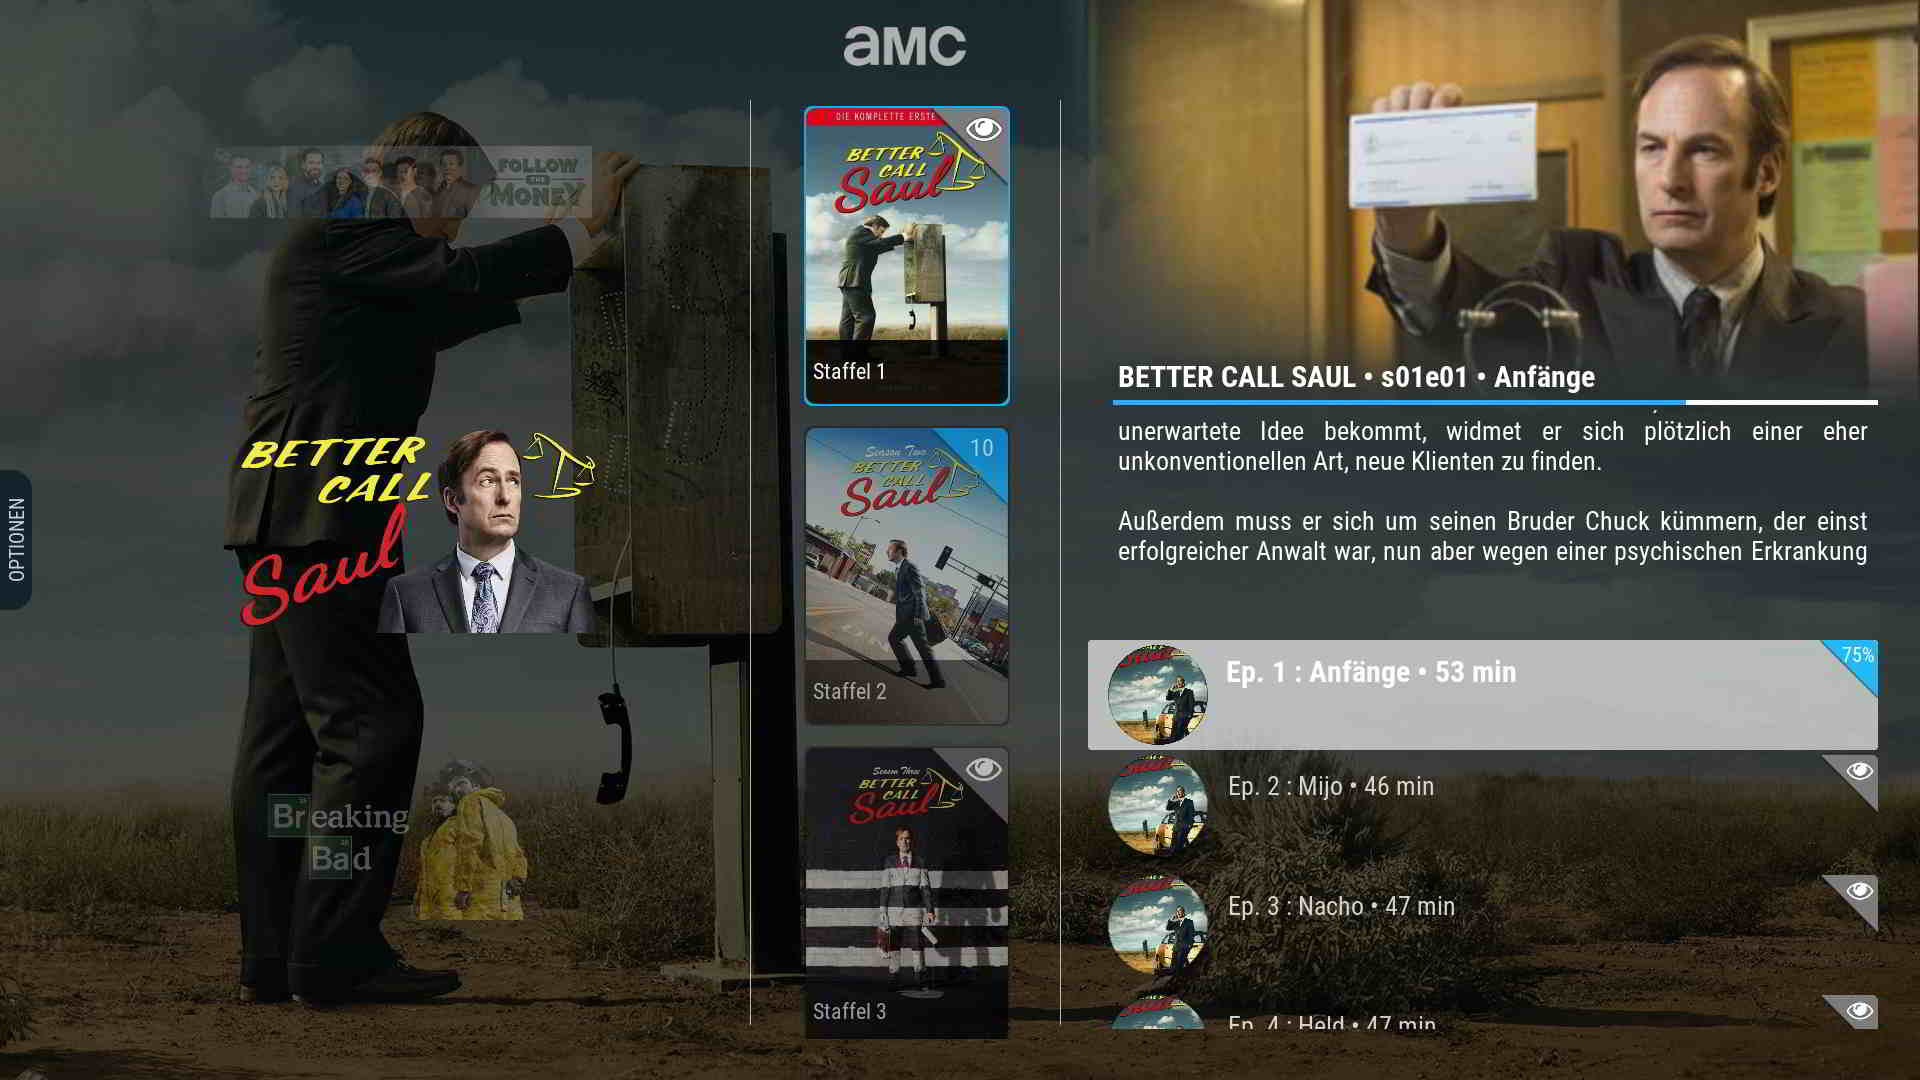 aMC
FOLLOW
THE
MONEY
BETTER
CALL
Saul
Breaking
Bad
OPTIONEN
DIE KOMPLETTE ERSTE
BETTER
CALL
Saul
Staffel 1
10
Season Two
BETTER
CALL
Saul
Staffel 2
Season Three
BETTER
CALL
Saul
Staffel 3
BETTER CALL SAUL • s01e01 • Anfänge
unerwartete Idee bekommt, widmet er sich plötzlich einer eher
unkonventionellen Art, neue Klienten zu finden.
Außerdem muss er sich um seinen Bruder Chuck kümmern, der einst
erfolgreicher Anwalt war, nun aber wegen einer psychischen Erkrankung
Ep. 1 : Anfänge • 53 min
75%
Ep. 2 : Mijo • 46 min
Ep. 3 : Nacho • 47 min
Ep. 4 : Held • 47 min